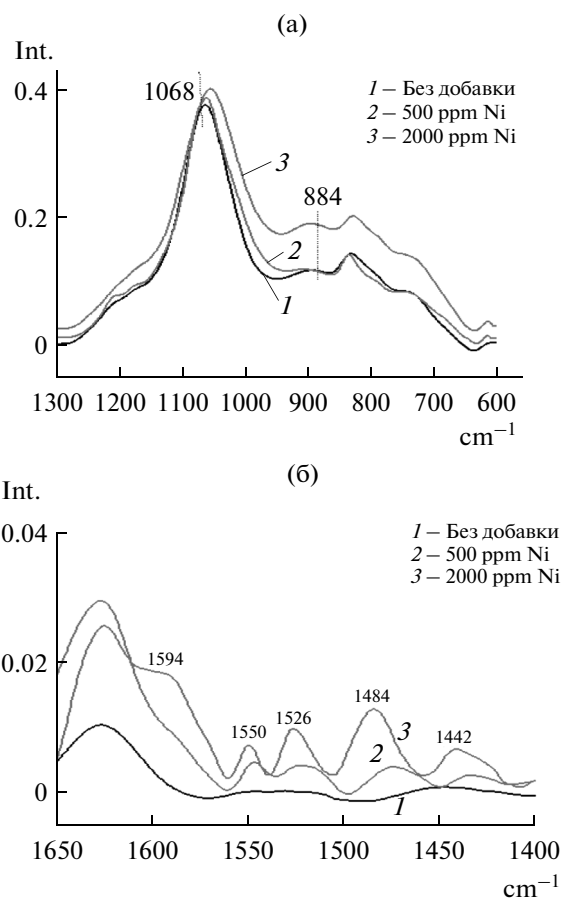 (а)
Int.
0.4
1068
1 – Без добавки
2 – 500 ppm Ni
3 – 2000 ppm Ni
3
884
0.2
2
1
0
1300 1200 1100 1000 900 800 700 600
cm–1
(б)
Int.
0.04
1 – Без добавки
2 – 500 ppm Ni
3 – 2000 ppm Ni
0.02
1594
1550
1526
1484
3
1442
2
0
1
1650 1600 1550 1500 1450 1400
cm–1